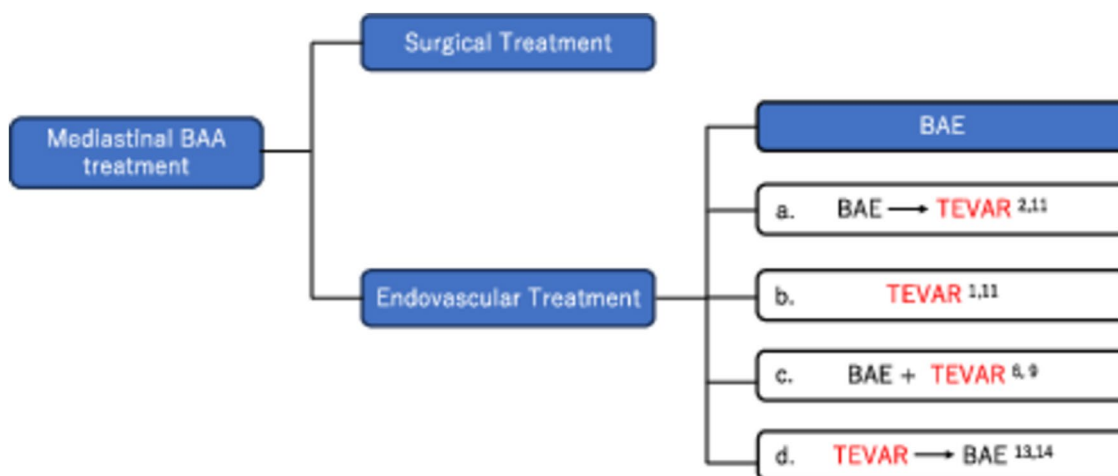 Surgical Treatment
Mediastinal BAA
treatment
Endovascular Treatment
BAE
a. BAE → TEVAR 2,11
b. TEVAR 1,11
c. BAE + TEVAR 8, 9
d. TEVAR → BAE 13,14